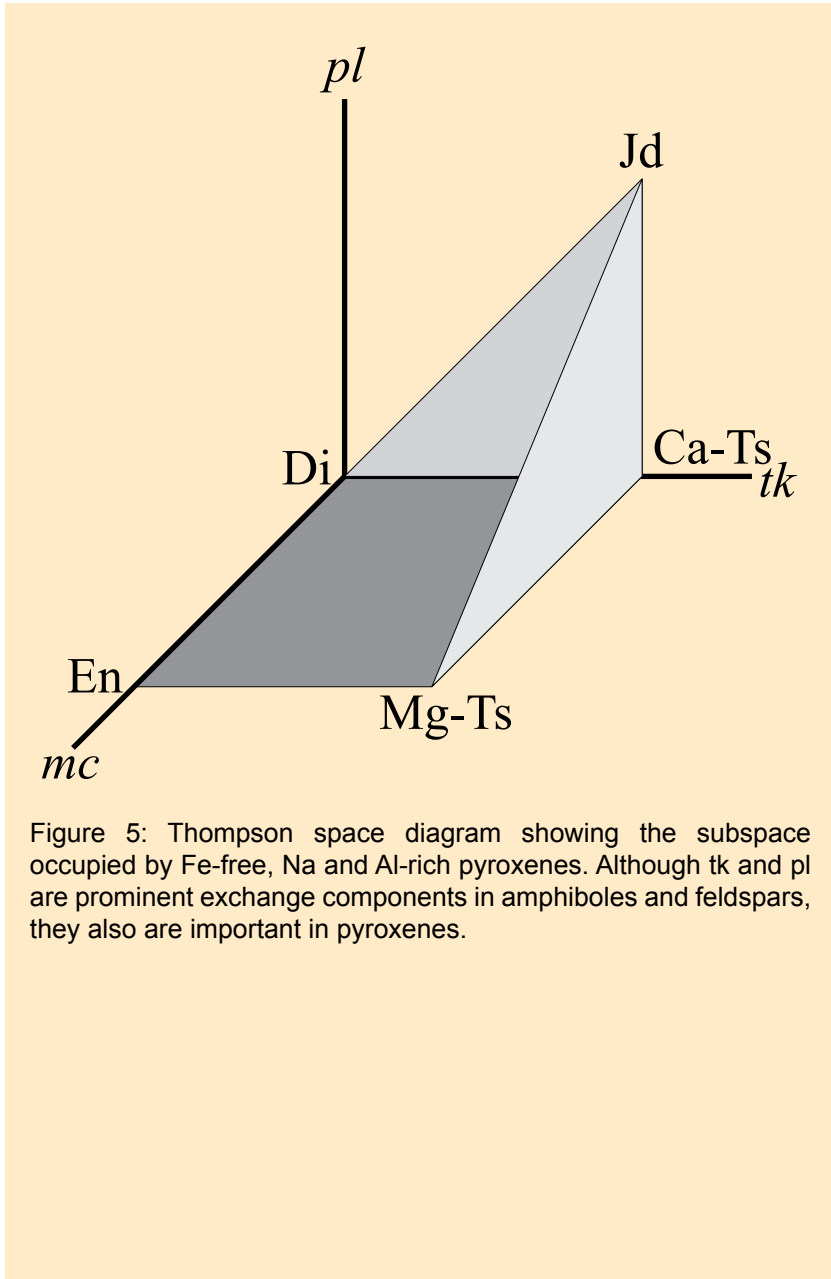 pl
Jd
Di
Ca-Ts
tk
En
Mg-Ts
mc
Figure 5: Thompson space diagram showing the subspace
occupied by Fe-free, Na and Al-rich pyroxenes. Although tk and pl
are prominent exchange components in amphiboles and feldspars,
they also are important in pyroxenes.